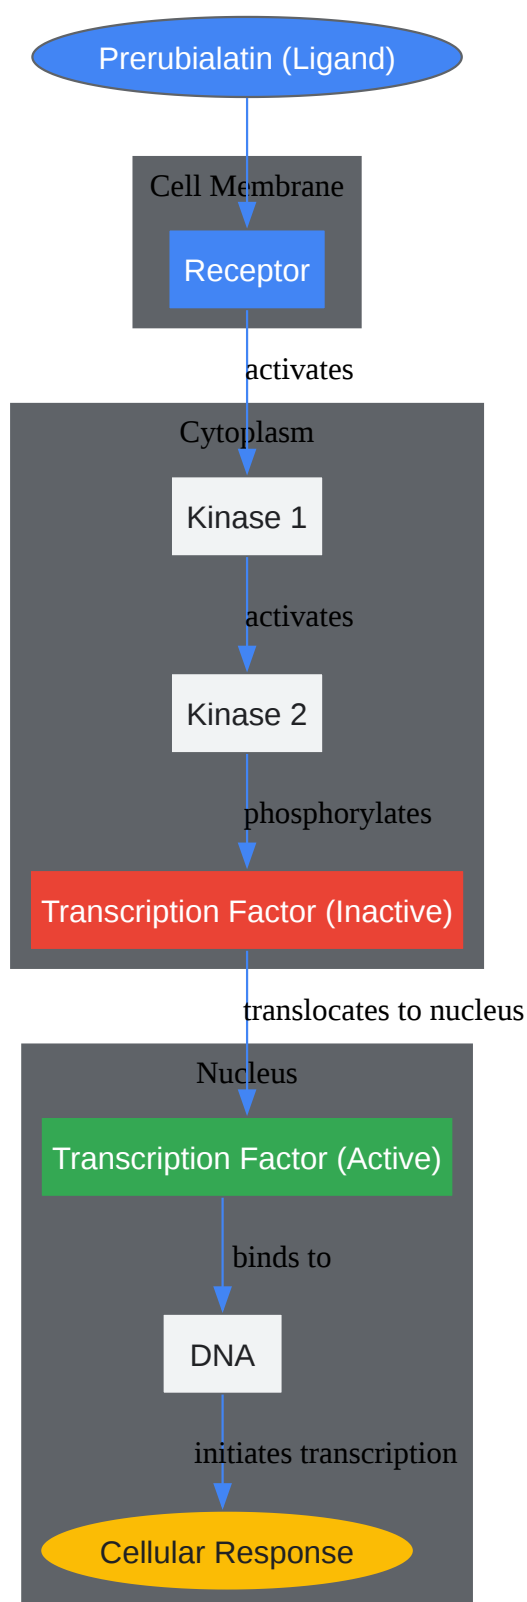 Prerubialatin (Ligand)
Cell Membrane
Receptor
activates
Cytoplasm
Kinase 1
activates
Kinase 2
phosphorylates
Transcription Factor (Inactive)
translocates to nucleus
Nucleus
Transcription Factor (Active)
binds to
DNA
initiates transcription
Cellular Response